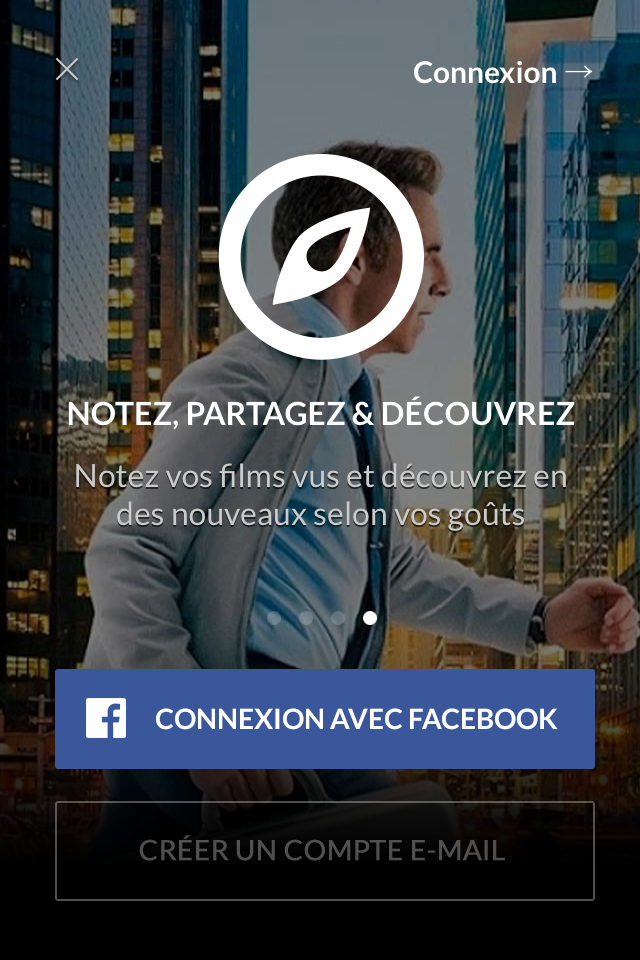 Connexion
NOTEZ, PARTAGEZ & DÉCOUVREZ
Notez vos films vus et découvrez en
des nouveaux selon vos goûts
CONNEXION AVEC FACEBOOK
CRÉER UN COMPTE E-MAIL